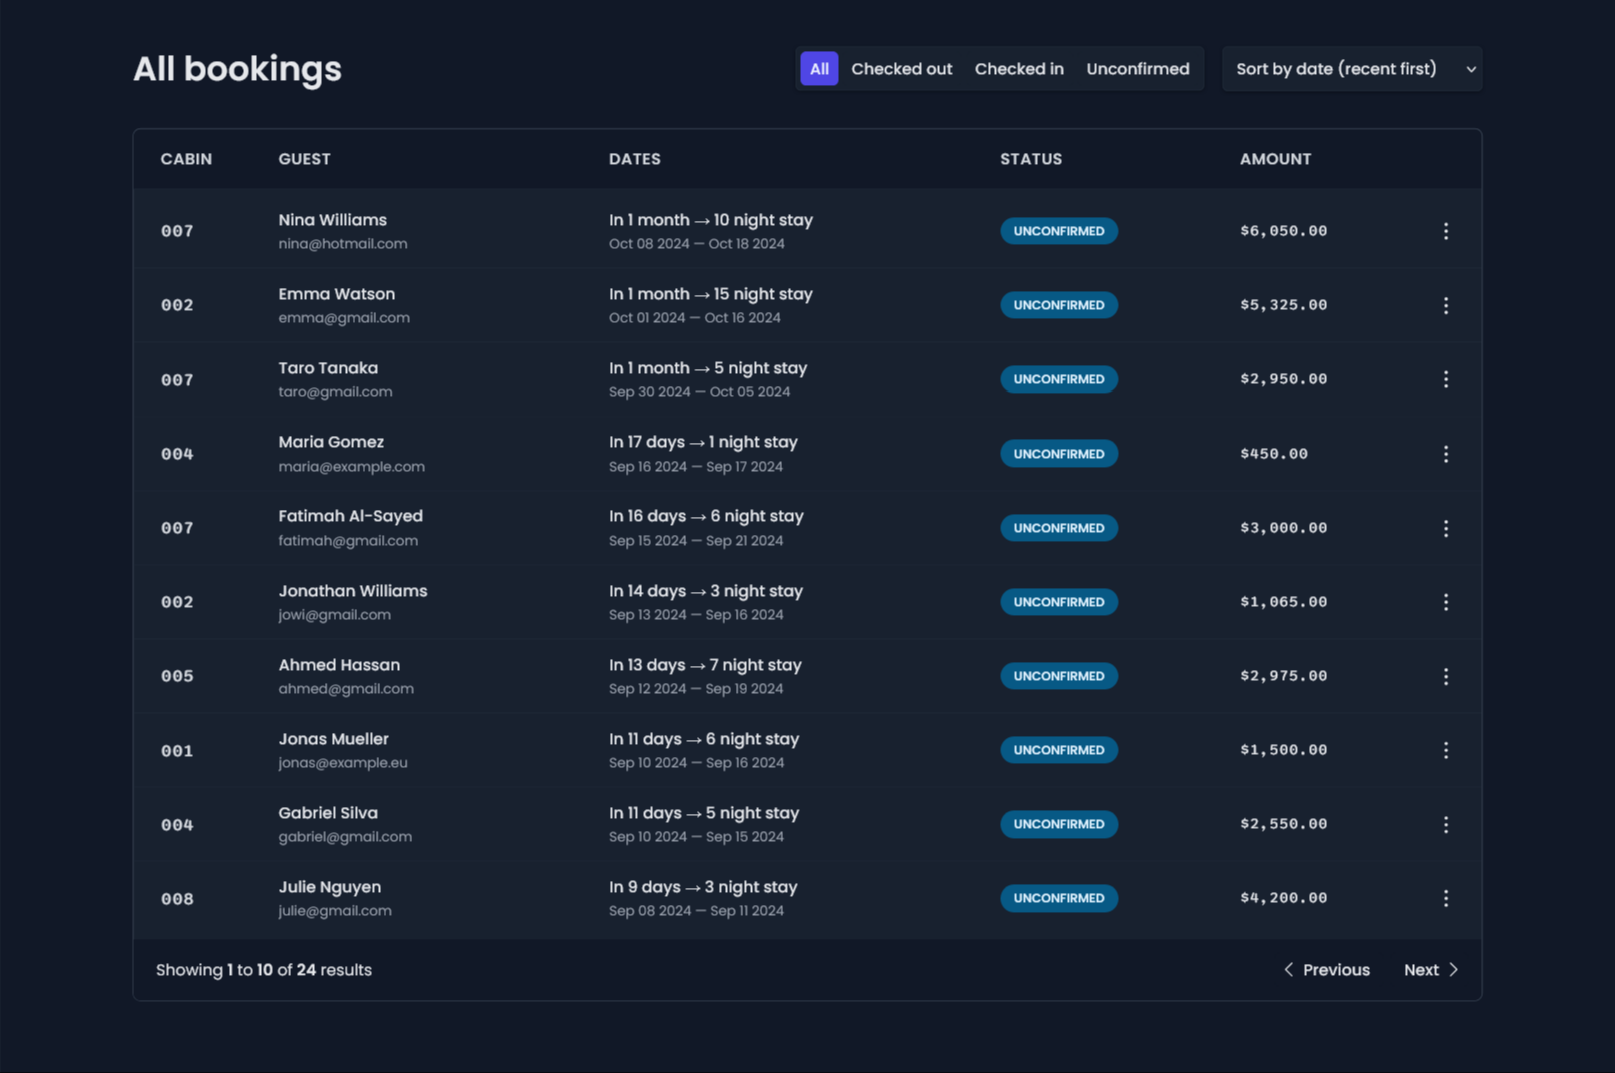 All bookings
All Checked out Checked in Unconfirmed Sort by date (recent first)
CABIN GUEST DATES STATUS AMOUNT
007 Nina Williams In 1 month → 10 night stay UNCONFIRMED $6,050.00
nina@hotmail.com Oct 08 2024 — Oct 18 2024
002 Emma Watson In 1 month → 15 night stay UNCONFIRMED $5,325.00
emma@gmail.com Oct 01 2024 — Oct 16 2024
007 Taro Tanaka In 1 month → 5 night stay UNCONFIRMED $2,950.00
taro@gmail.com Sep 30 2024 — Oct 05 2024
004 Maria Gomez In 17 days → 1 night stay UNCONFIRMED $450.00
maria@example.com Sep 16 2024 — Sep 17 2024
007 Fatimah Al-Sayed In 16 days → 6 night stay UNCONFIRMED $3,000.00
fatimah@gmail.com Sep 15 2024 — Sep 21 2024
002 Jonathan Williams In 14 days → 3 night stay UNCONFIRMED $1,065.00
jowi@gmail.com Sep 13 2024 — Sep 16 2024
005 Ahmed Hassan In 13 days → 7 night stay UNCONFIRMED $2,975.00
ahmed@gmail.com Sep 12 2024 — Sep 19 2024
001 Jonas Mueller In 11 days → 6 night stay UNCONFIRMED $1,500.00
jonas@example.eu Sep 10 2024 — Sep 16 2024
004 Gabriel Silva In 11 days → 5 night stay UNCONFIRMED $2,550.00
gabriel@gmail.com Sep 10 2024 — Sep 15 2024
008 Julie Nguyen In 9 days → 3 night stay UNCONFIRMED $4,200.00
julie@gmail.com Sep 08 2024 — Sep 11 2024
Showing 1 to 10 of 24 results Previous Next